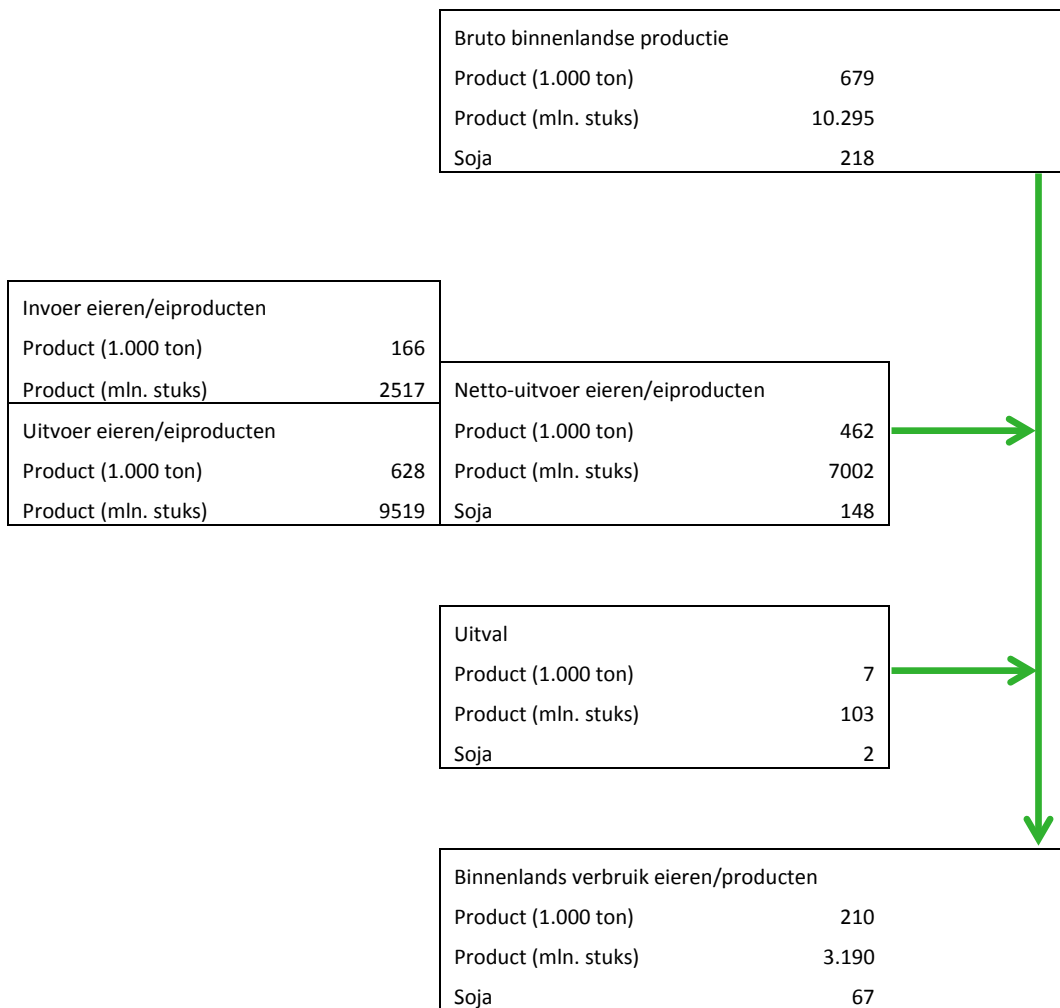 Bruto binnenlandse productie
Product (1.000 ton) 679
Product (mln. stuks) 10.295
Soja 218
Invoer eieren/eiproducten
Product (1.000 ton) 166
Product (mln. stuks) 2517
Uitvoer eieren/eiproducten
Product (1.000 ton) 628
Product (mln. stuks) 9519
Netto-uitvoer eieren/eiproducten
Product (1.000 ton) 462
Product (mln. stuks) 7002
Soja 148
Uitval
Product (1.000 ton) 7
Product (mln. stuks) 103
Soja 2
Binnenlands verbruik eieren/producten
Product (1.000 ton) 210
Product (mln. stuks) 3.190
Soja 67